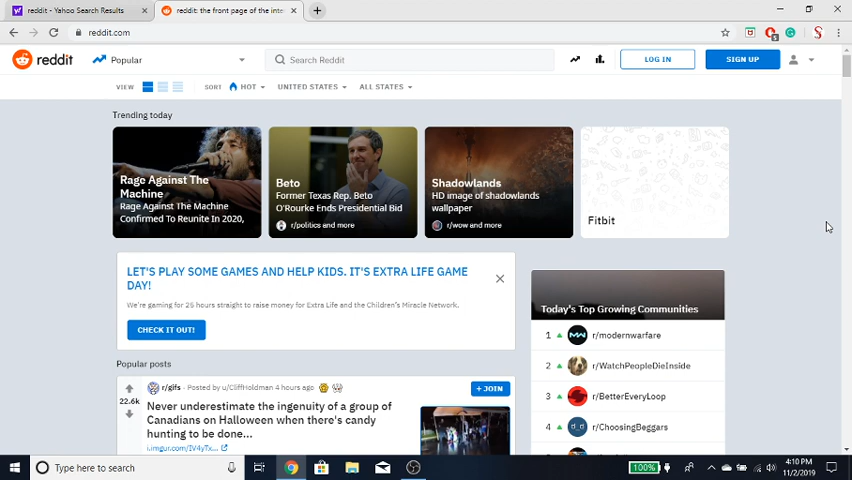 reddit - Yahoo Search Results
reddit: the front page of the inte
reddit.com
reddit
Popular
Search Reddit
LOG IN
SIGN UP
VIEW
SORT
HOT
UNITED STATES
ALL STATES
Trending today
Rage Against The
Machine
Rage Against The Machine
Confirmed To Reunite In 2020,
Beto
Former Texas Rep. Beto
O'Rourke Ends Presidential Bid
r/politics and more
Shadowlands
HD image of shadowlands
wallpaper
r/wow and more
Fitbit
LET'S PLAY SOME GAMES AND HELP KIDS. IT'S EXTRA LIFE GAME
DAY!
We're gaming for 25 hours straight to raise money for Extra Life and the Children's Miracle Network.
CHECK IT OUT!
Today's Top Growing Communities
1 r/modernwarfare
2 r/WatchPeopleDieInside
3 r/BetterEveryLoop
4 r/ChoosingBeggars
Popular posts
22.6k
r/gifs · Posted by u/CliffHoldman 4 hours ago
+ JOIN
Never underestimate the ingenuity of a group of
Canadians on Halloween when there's candy
hunting to be done...
i.imgur.com/IV4yTx...
Type here to search
100%
4:10 PM
11/2/2019